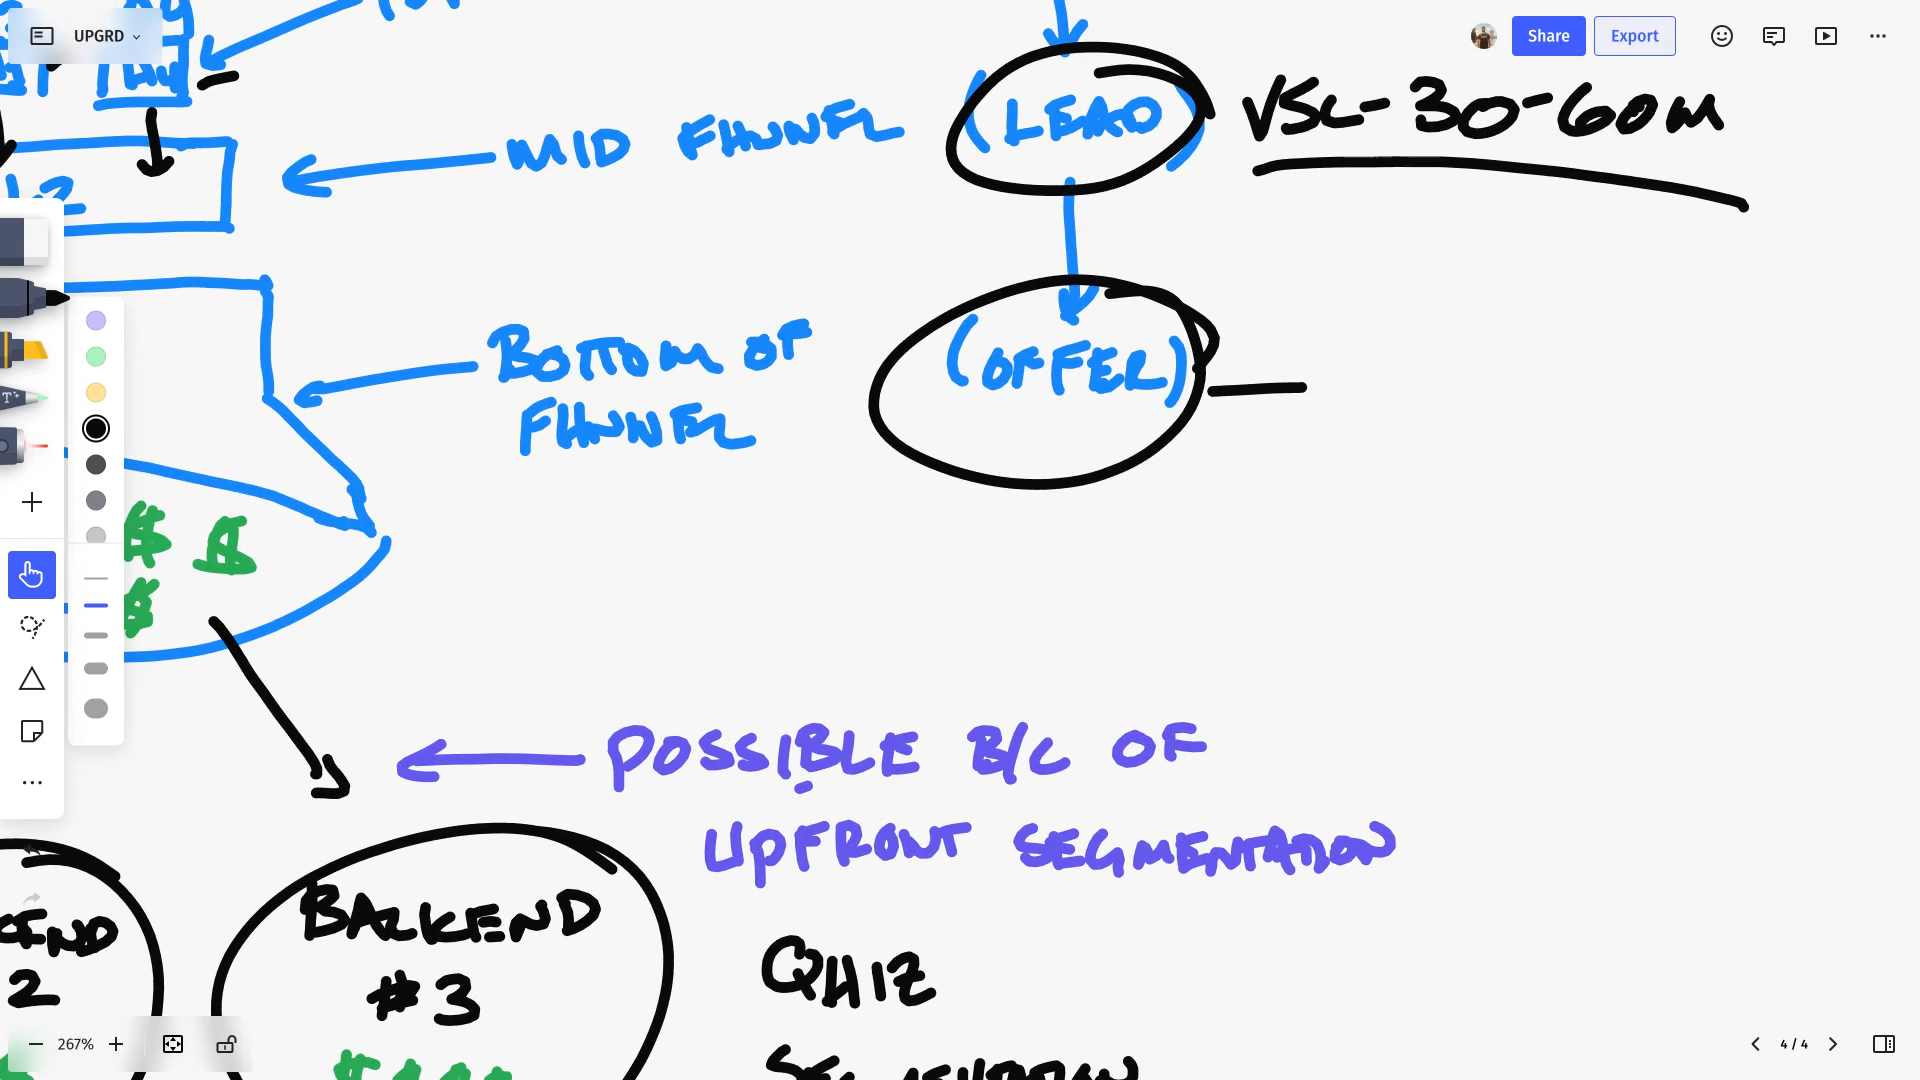 UPGRD
Share
Export
MID FUNNEL
(LEAD)
VSL-30-60M
BOTTOM OF
FUNNEL
(OFFER)
$ $
$
POSSIBLE B/C OF
UPFRONT SEGMENTATION
BACKEND
#3
2
QUIZ
SEGMENTATION
267%
4 / 4